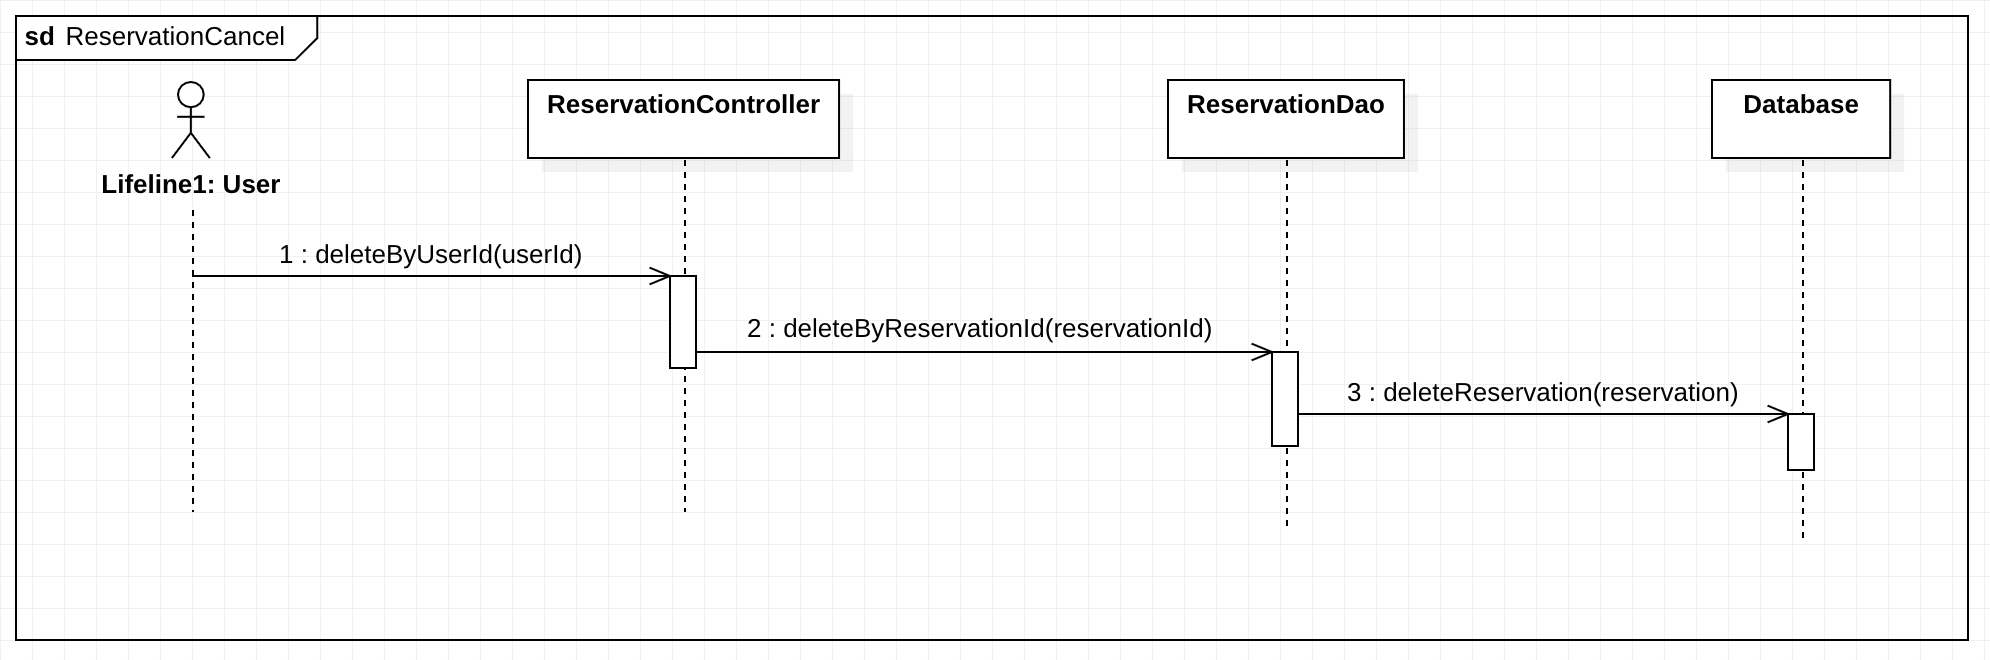 sd ReservationCancel
ReservationController
ReservationDao
Database
Lifeline1: User
1 : deleteByUserId(userId)
2 : deleteByReservationId(reservationId)
3 : deleteReservation(reservation)